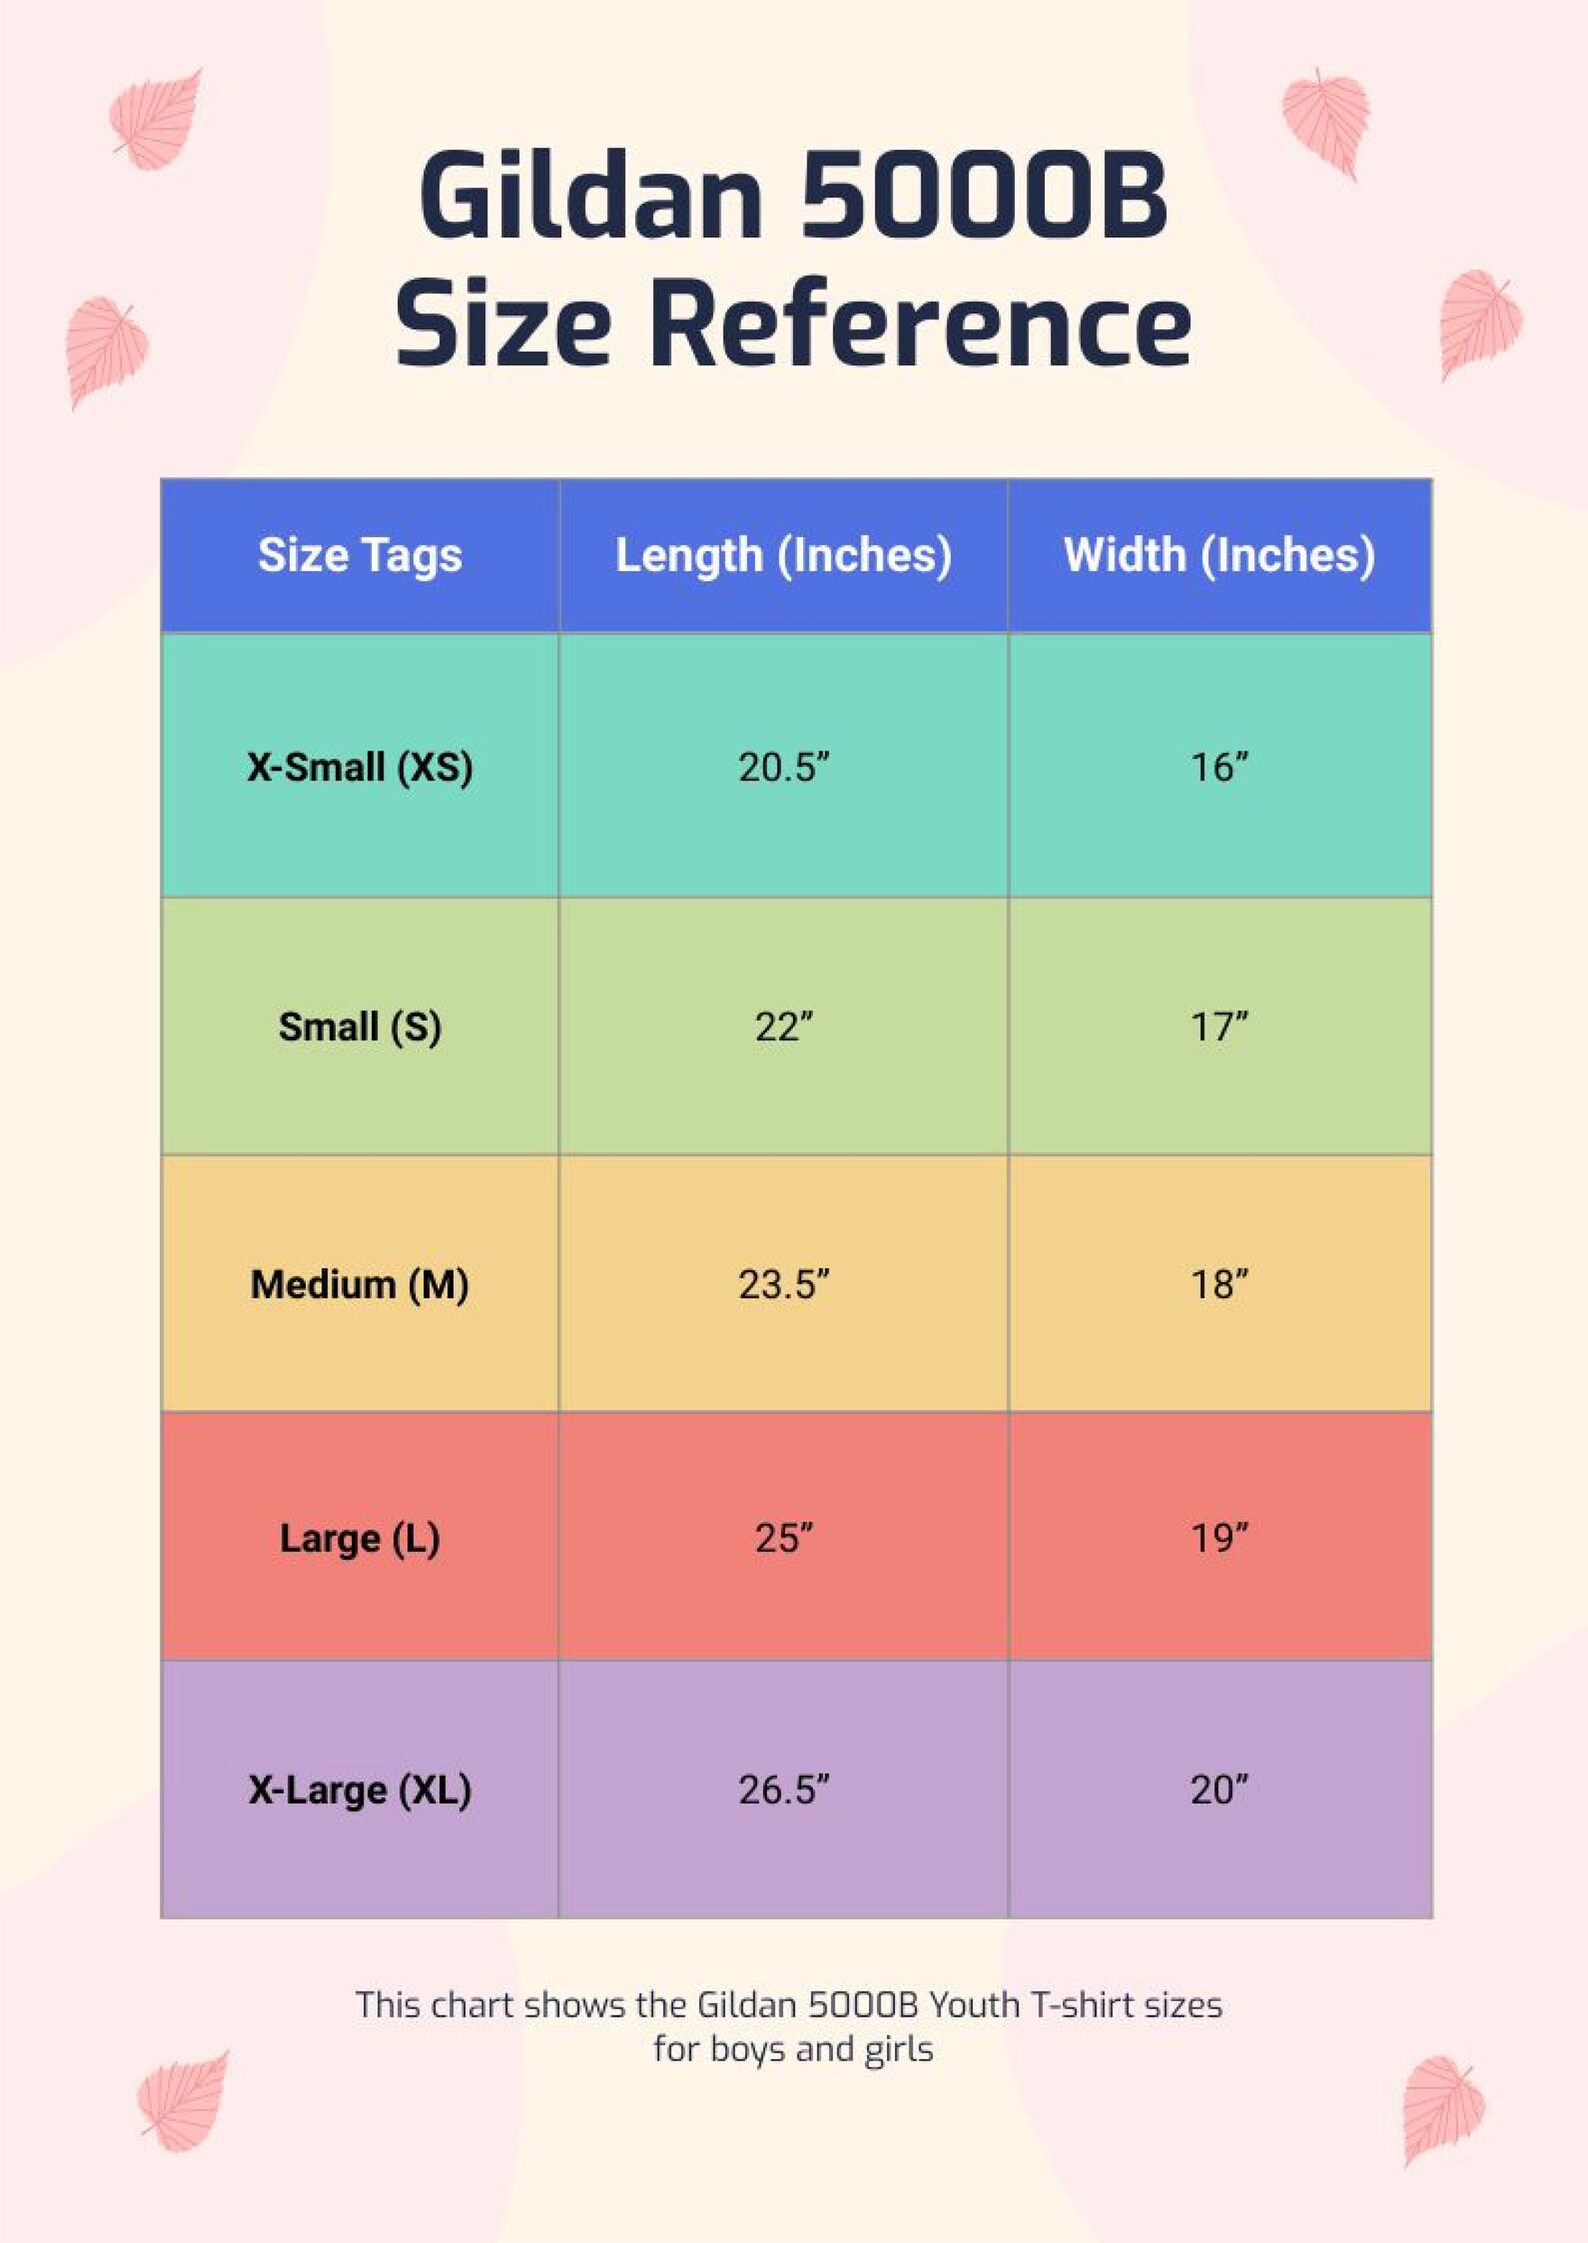 Gildan 5000B
Size Reference
Size Tags Length (Inches) Width (Inches)
X-Small (XS) 20.5” 16”
Small (S) 22” 17”
Medium (M) 23.5” 18”
Large (L) 25” 19”
X-Large (XL) 26.5” 20”
This chart shows the Gildan 5000B Youth T-shirt sizes
for boys and girls